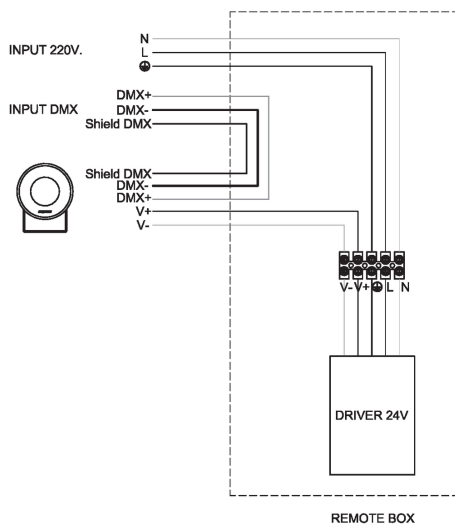 N
INPUT 220V.
L
DMX+
INPUT DMX
DMX-
Shield DMX
Shield DMX
DMX-
DMX+
V+
V-
V- V+ L N
DRIVER 24V
REMOTE BOX